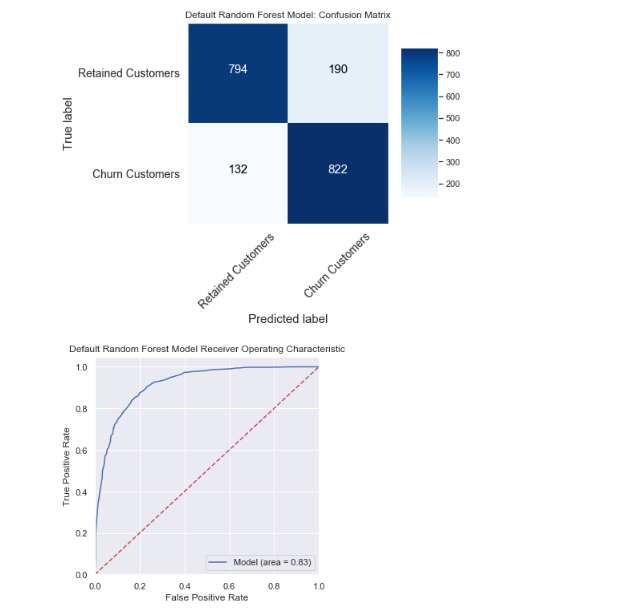 Default Random Forest Model: Confusion Matrix
Retained Customers
794
190
Churn Customers
132
822
True label
Retained Customers
Churn Customers
Predicted label
800
700
600
500
400
300
200
Default Random Forest Model Receiver Operating Characteristic
1.0
0.8
0.6
0.4
0.2
0.0
True Positive Rate
Model (area = 0.83)
0.0 0.2 0.4 0.6 0.8 1.0
False Positive Rate